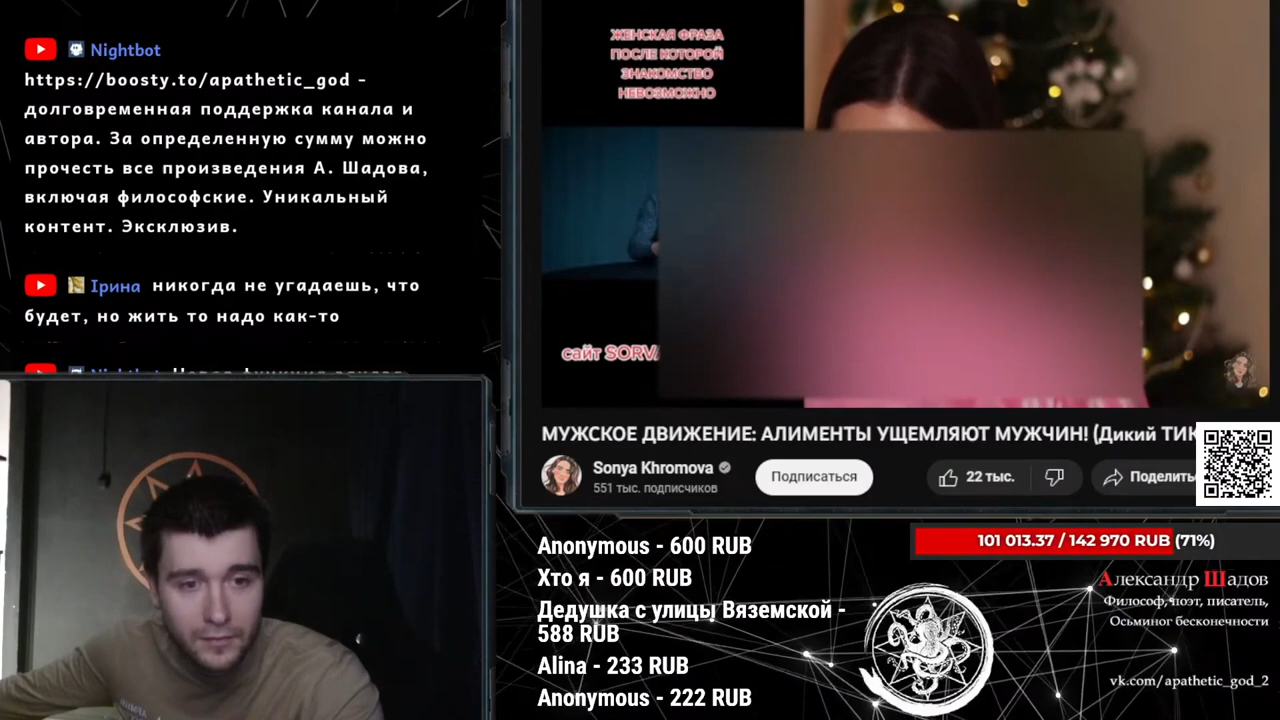 Nightbot
https://boosty.to/apathetic_god -
долговременная поддержка канала и
автора. За определенную сумму можно
прочесть все произведения А. Шадова,
включая философские. Уникальный
контент. Эксклюзив.
Ірина никогда не угадаешь, что
будет, но жить то надо как-то
Nightbot
ЖЕНСКАЯ ФРАЗА
ПОСЛЕ КОТОРОЙ
ЗНАКОМСТВО
НЕВОЗМОЖНО
сайт SORV
МУЖСКОЕ ДВИЖЕНИЕ: АЛИМЕНТЫ УЩЕМЛЯЮТ МУЖЧИН! (Дикий ТИК
Sonya Khromova
551 тыс. подписчиков
Подписаться
22 тыс.
Поделить
101 013.37 / 142 970 RUB (71%)
Anonymous - 600 RUB
Хто я - 600 RUB
Дедушка с улицы Вяземской -
588 RUB
Alina - 233 RUB
Anonymous - 222 RUB
Александр Шадов
Философ, поэт, писатель,
Осьминог бесконечности
vk.com/apathetic_god_2